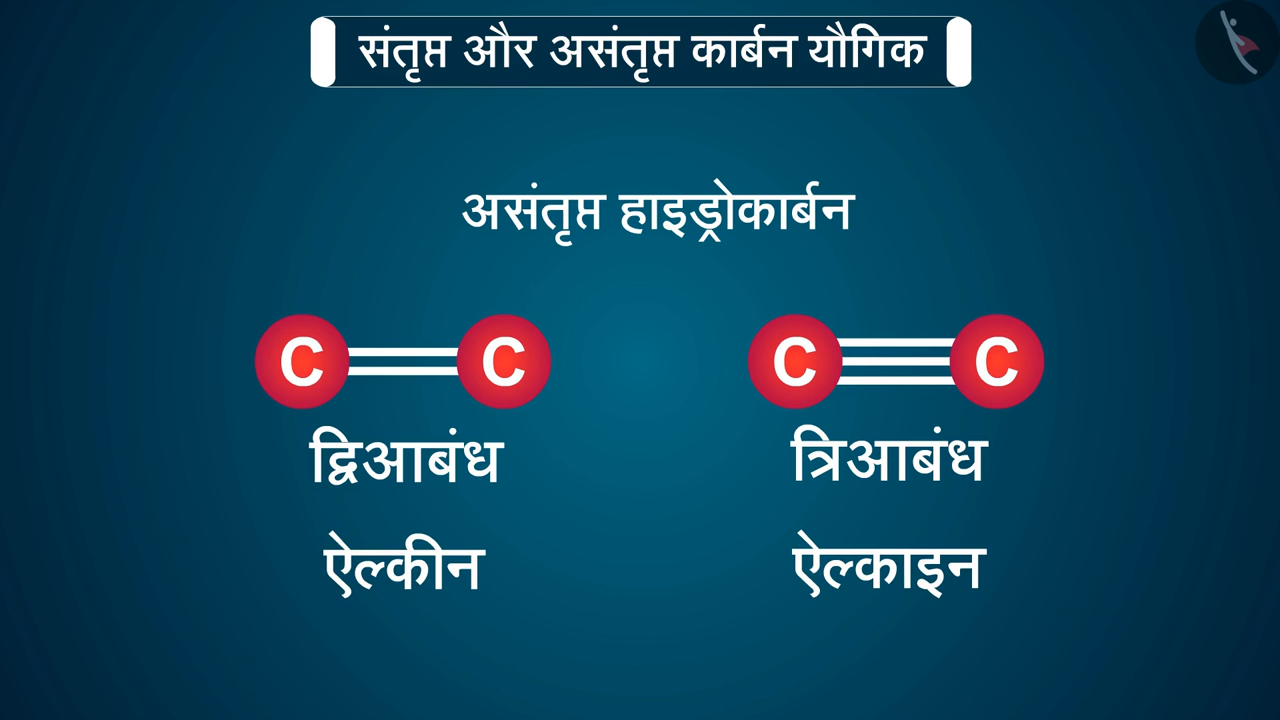 संतृप्त और असंतृप्त कार्बन यौगिक
असंतृप्त हाइड्रोकार्बन
C C C C
द्विआबंध त्रिआबंध
ऐल्कीन ऐल्काइन